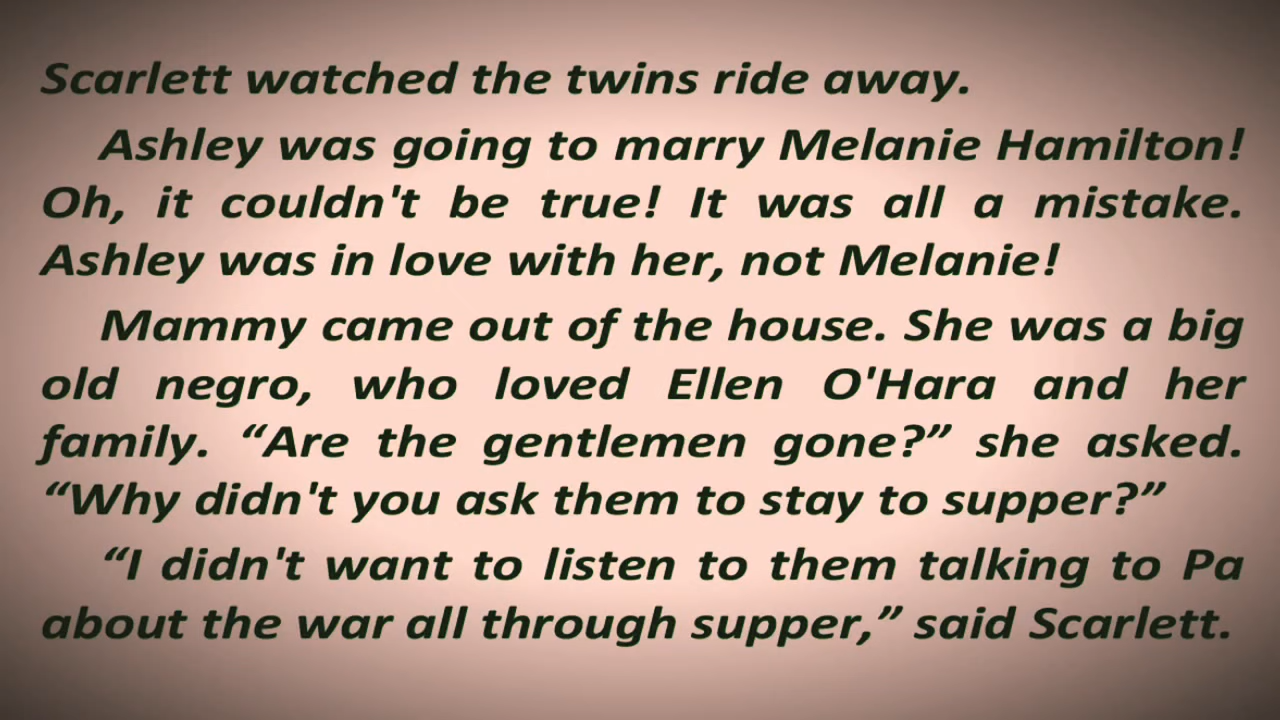 Scarlett watched the twins ride away.
Ashley was going to marry Melanie Hamilton!
Oh, it couldn't be true! It was all a mistake.
Ashley was in love with her, not Melanie!
Mammy came out of the house. She was a big
old negro, who loved Ellen O'Hara and her
family. “Are the gentlemen gone?” she asked.
“Why didn't you ask them to stay to supper?”
“I didn't want to listen to them talking to Pa
about the war all through supper,” said Scarlett.